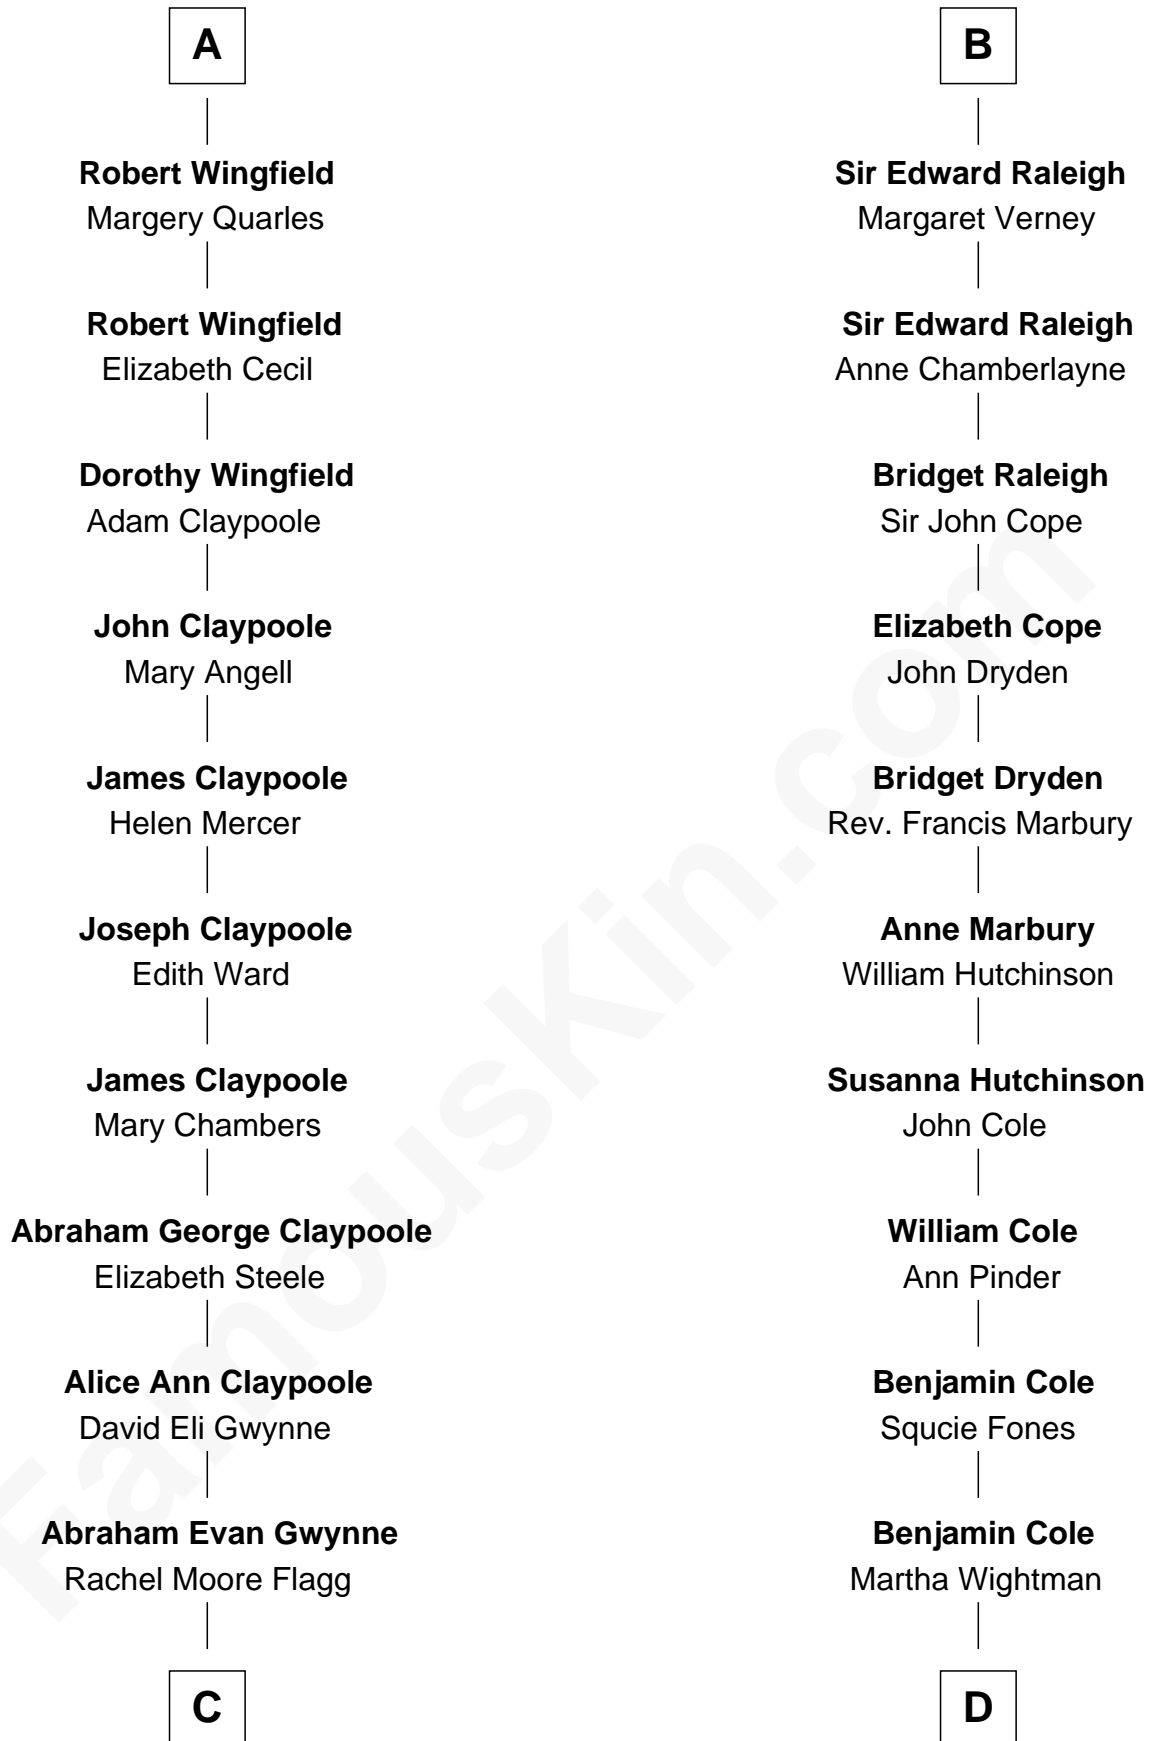 A
Robert Wingfield
Margery Quarles
Robert Wingfield
Elizabeth Cecil
Dorothy Wingfield
Adam Claypoole
John Claypoole
Mary Angell
James Claypoole
Helen Mercer
Joseph Claypoole
Edith Ward
James Claypoole
Mary Chambers
Abraham George Claypoole
Elizabeth Steele
Alice Ann Claypoole
David Eli Gwynne
Abraham Evan Gwynne
Rachel Moore Flagg
C
B
Sir Edward Raleigh
Margaret Verney
Sir Edward Raleigh
Anne Chamberlayne
Bridget Raleigh
Sir John Cope
Elizabeth Cope
John Dryden
Bridget Dryden
Rev. Francis Marbury
Anne Marbury
William Hutchinson
Susanna Hutchinson
John Cole
William Cole
Ann Pinder
Benjamin Cole
Squcie Fones
Benjamin Cole
Martha Wightman
D
FamousKin.com